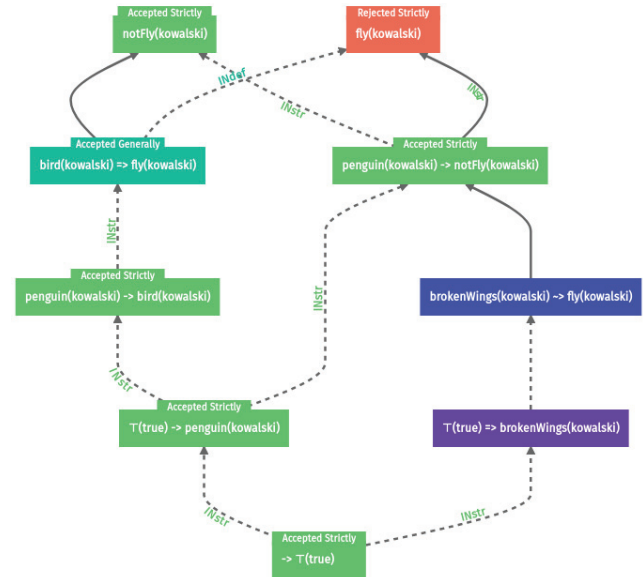 Accepted Strictly
notFly(kowalski)
Rejected Strictly
fly(kowalski)
INdef
INstr
INstr
Accepted Generally
bird(kowalski) => fly(kowalski)
Accepted Strictly
penguin(kowalski) -> notFly(kowalski)
INstr
INstr
Accepted Strictly
penguin(kowalski) -> bird(kowalski)
brokenWings(kowalski) ~> fly(kowalski)
INstr
Accepted Strictly
⊤(true) -> penguin(kowalski)
⊤(true) => brokenWings(kowalski)
INstr
INstr
Accepted Strictly
-> ⊤(true)